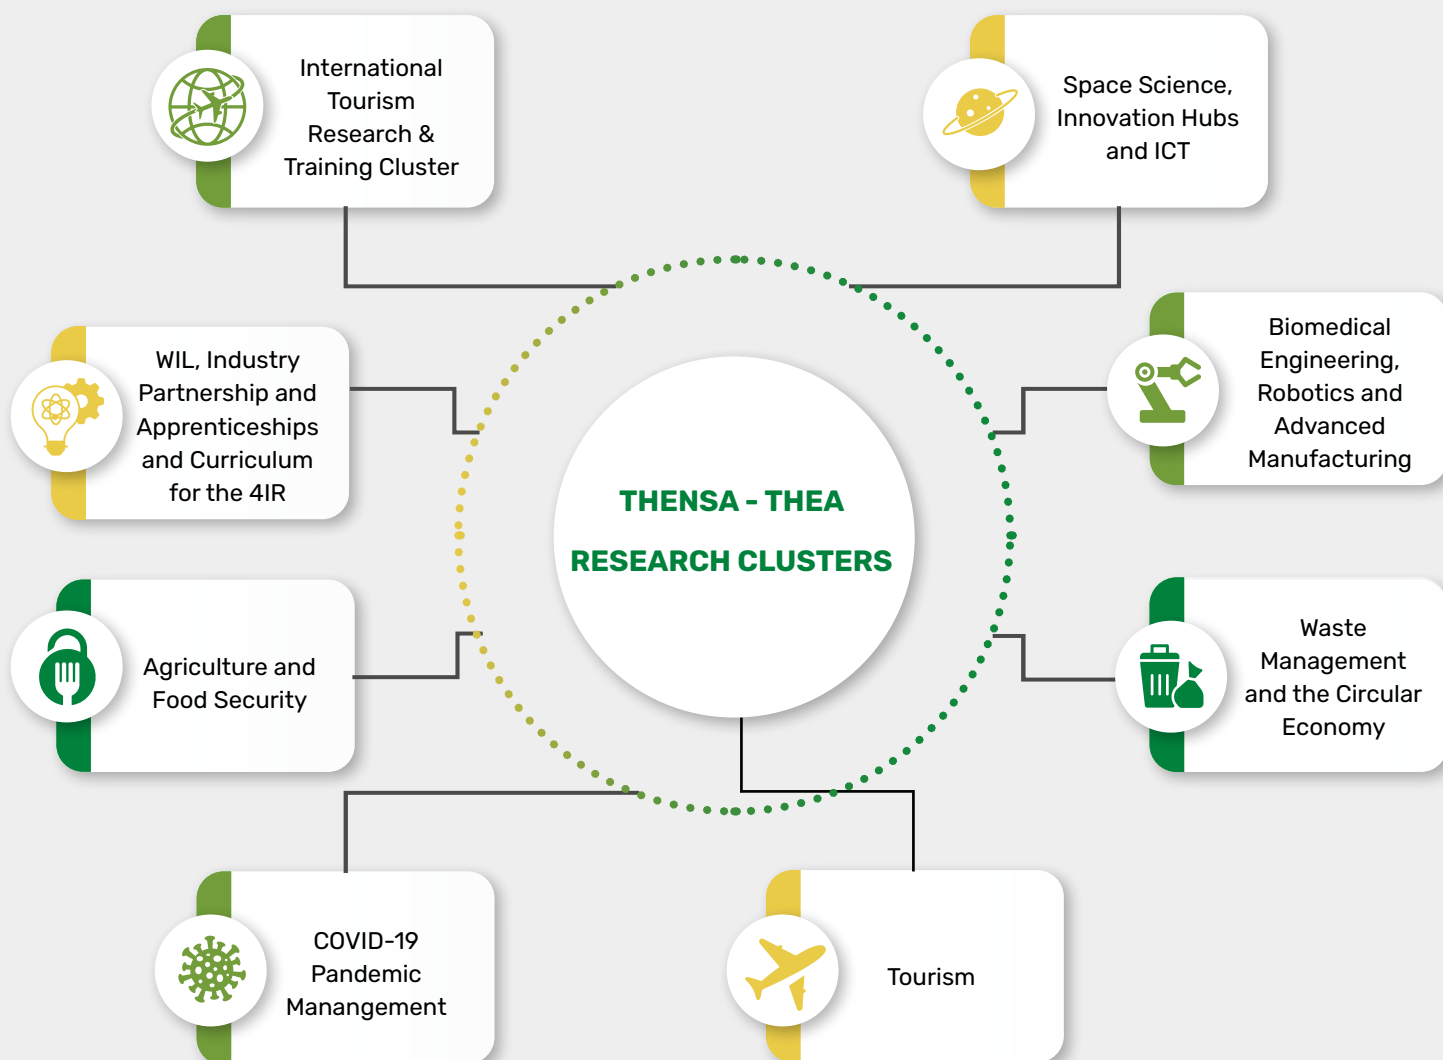 International
Tourism
Research &
Training Cluster
Space Science,
Innovation Hubs
and ICT
WIL, Industry
Partnership and
Apprenticeships
and Curriculum
for the 4IR
Biomedical
Engineering,
Robotics and
Advanced
Manufacturing
THENSA - THEA
RESEARCH CLUSTERS
Agriculture and
Food Security
Waste
Management
and the Circular
Economy
COVID-19
Pandemic
Manangement
Tourism